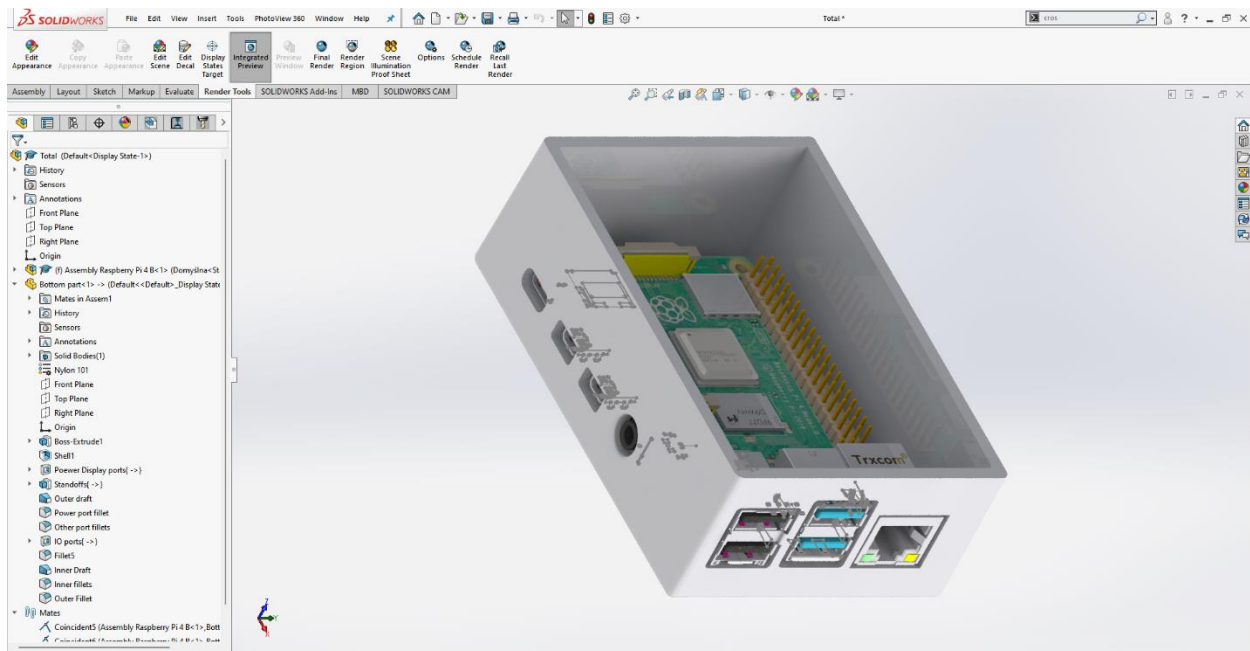 SOLIDWORKS File Edit View Insert Tools PhotoView 360 Window Help Total * cros
Edit Appearance Copy Appearance Paste Appearance Edit Scene Edit Decal Display States Target Integrated Preview Preview Window Final Render Render Region Scene Illumination Proof Sheet Options Schedule Render Recall Last Render
Assembly Layout Sketch Markup Evaluate Render Tools SOLIDWORKS Add-Ins MBD SOLIDWORKS CAM
Total (Default<Display State-1>)
History
Sensors
Annotations
Front Plane
Top Plane
Right Plane
Origin
(f) Assembly Raspberry Pi 4 B<1> (Domyślna<St
Bottom part<1> -> (Default<<Default>_Display State
Mates in Assem1
History
Sensors
Annotations
Solid Bodies(1)
Nylon 101
Front Plane
Top Plane
Right Plane
Origin
Boss-Extrude1
Shell1
Poewer Display ports( ->)
Standoffs( ->)
Outer draft
Power port fillet
Other port fillets
IO ports( ->)
Fillet5
Inner Draft
Inner fillets
Outer Fillet
Mates
Coincident5 (Assembly Raspberry Pi 4 B<1>,Bott
Trxcom
Z
Y
X